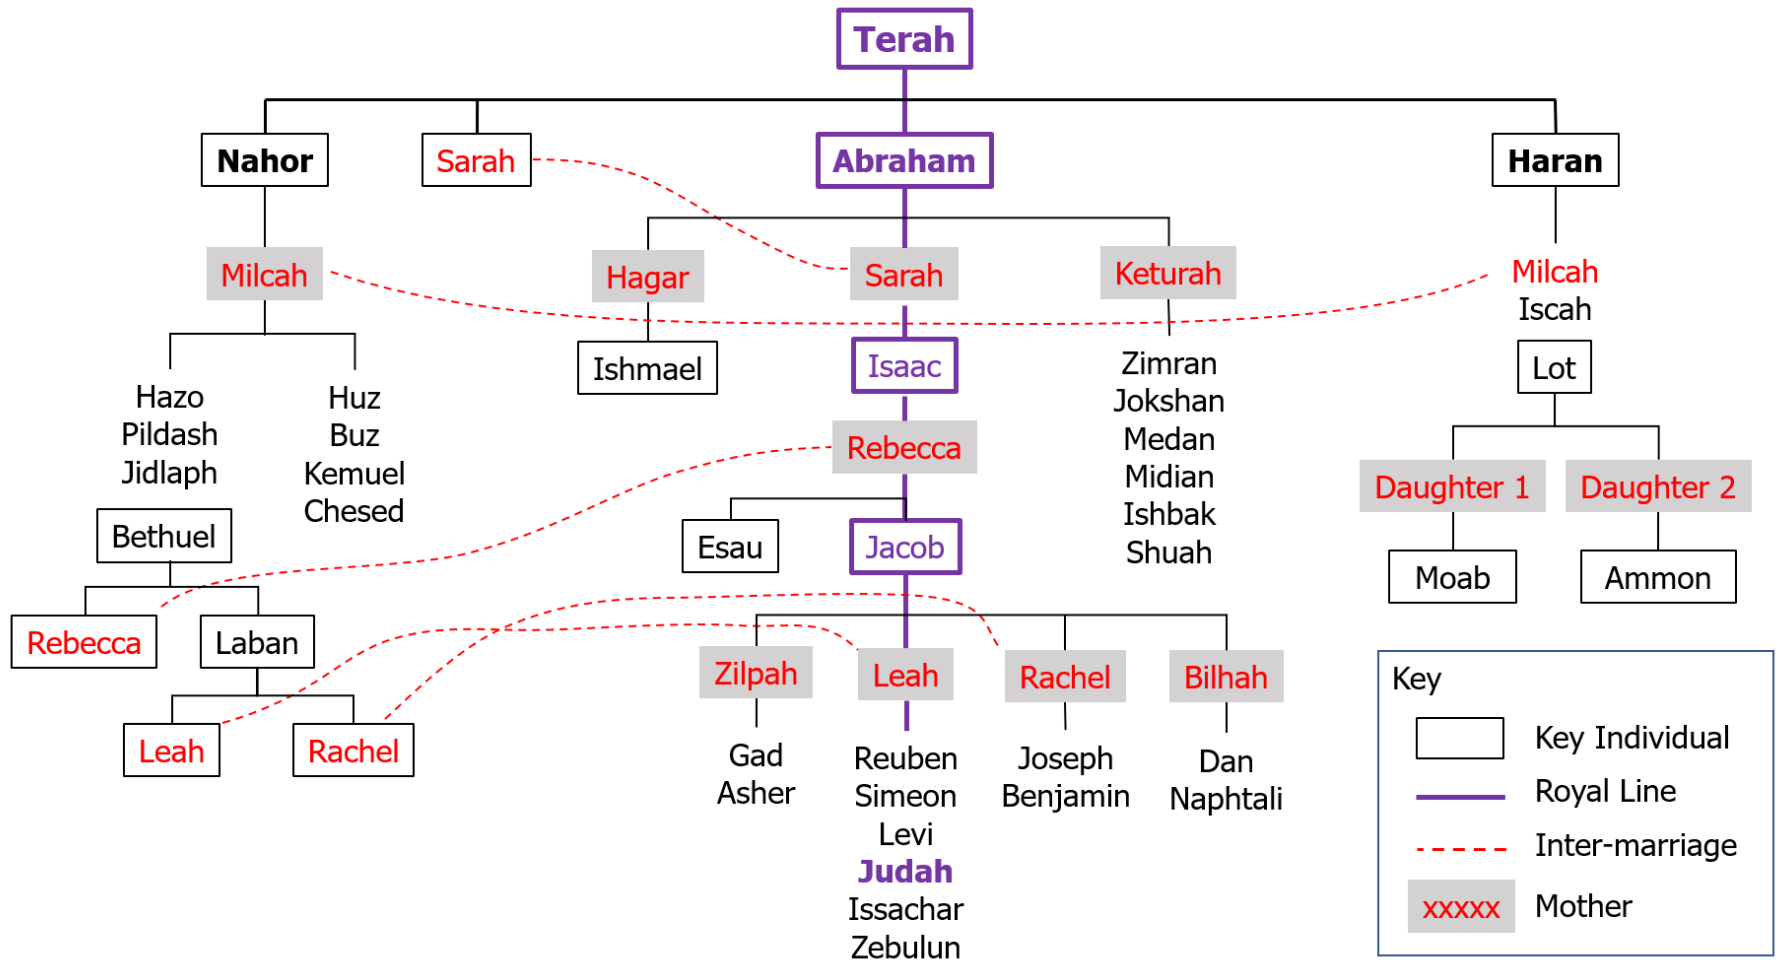 Terah
Nahor
Sarah
Abraham
Haran
Milcah
Hagar
Sarah
Keturah
Milcah
Iscah
Ishmael
Isaac
Zimran
Jokshan
Medan
Midian
Ishbak
Shuah
Lot
Hazo
Pildash
Jidlaph
Huz
Buz
Kemuel
Chesed
Rebecca
Daughter 1
Daughter 2
Bethuel
Esau
Jacob
Moab
Ammon
Rebecca
Laban
Zilpah
Leah
Rachel
Bilhah
Leah
Rachel
Gad
Asher
Reuben
Simeon
Levi
Judah
Issachar
Zebulun
Joseph
Benjamin
Dan
Naphtali
Key
Key Individual
Royal Line
Inter-marriage
xxxxx Mother